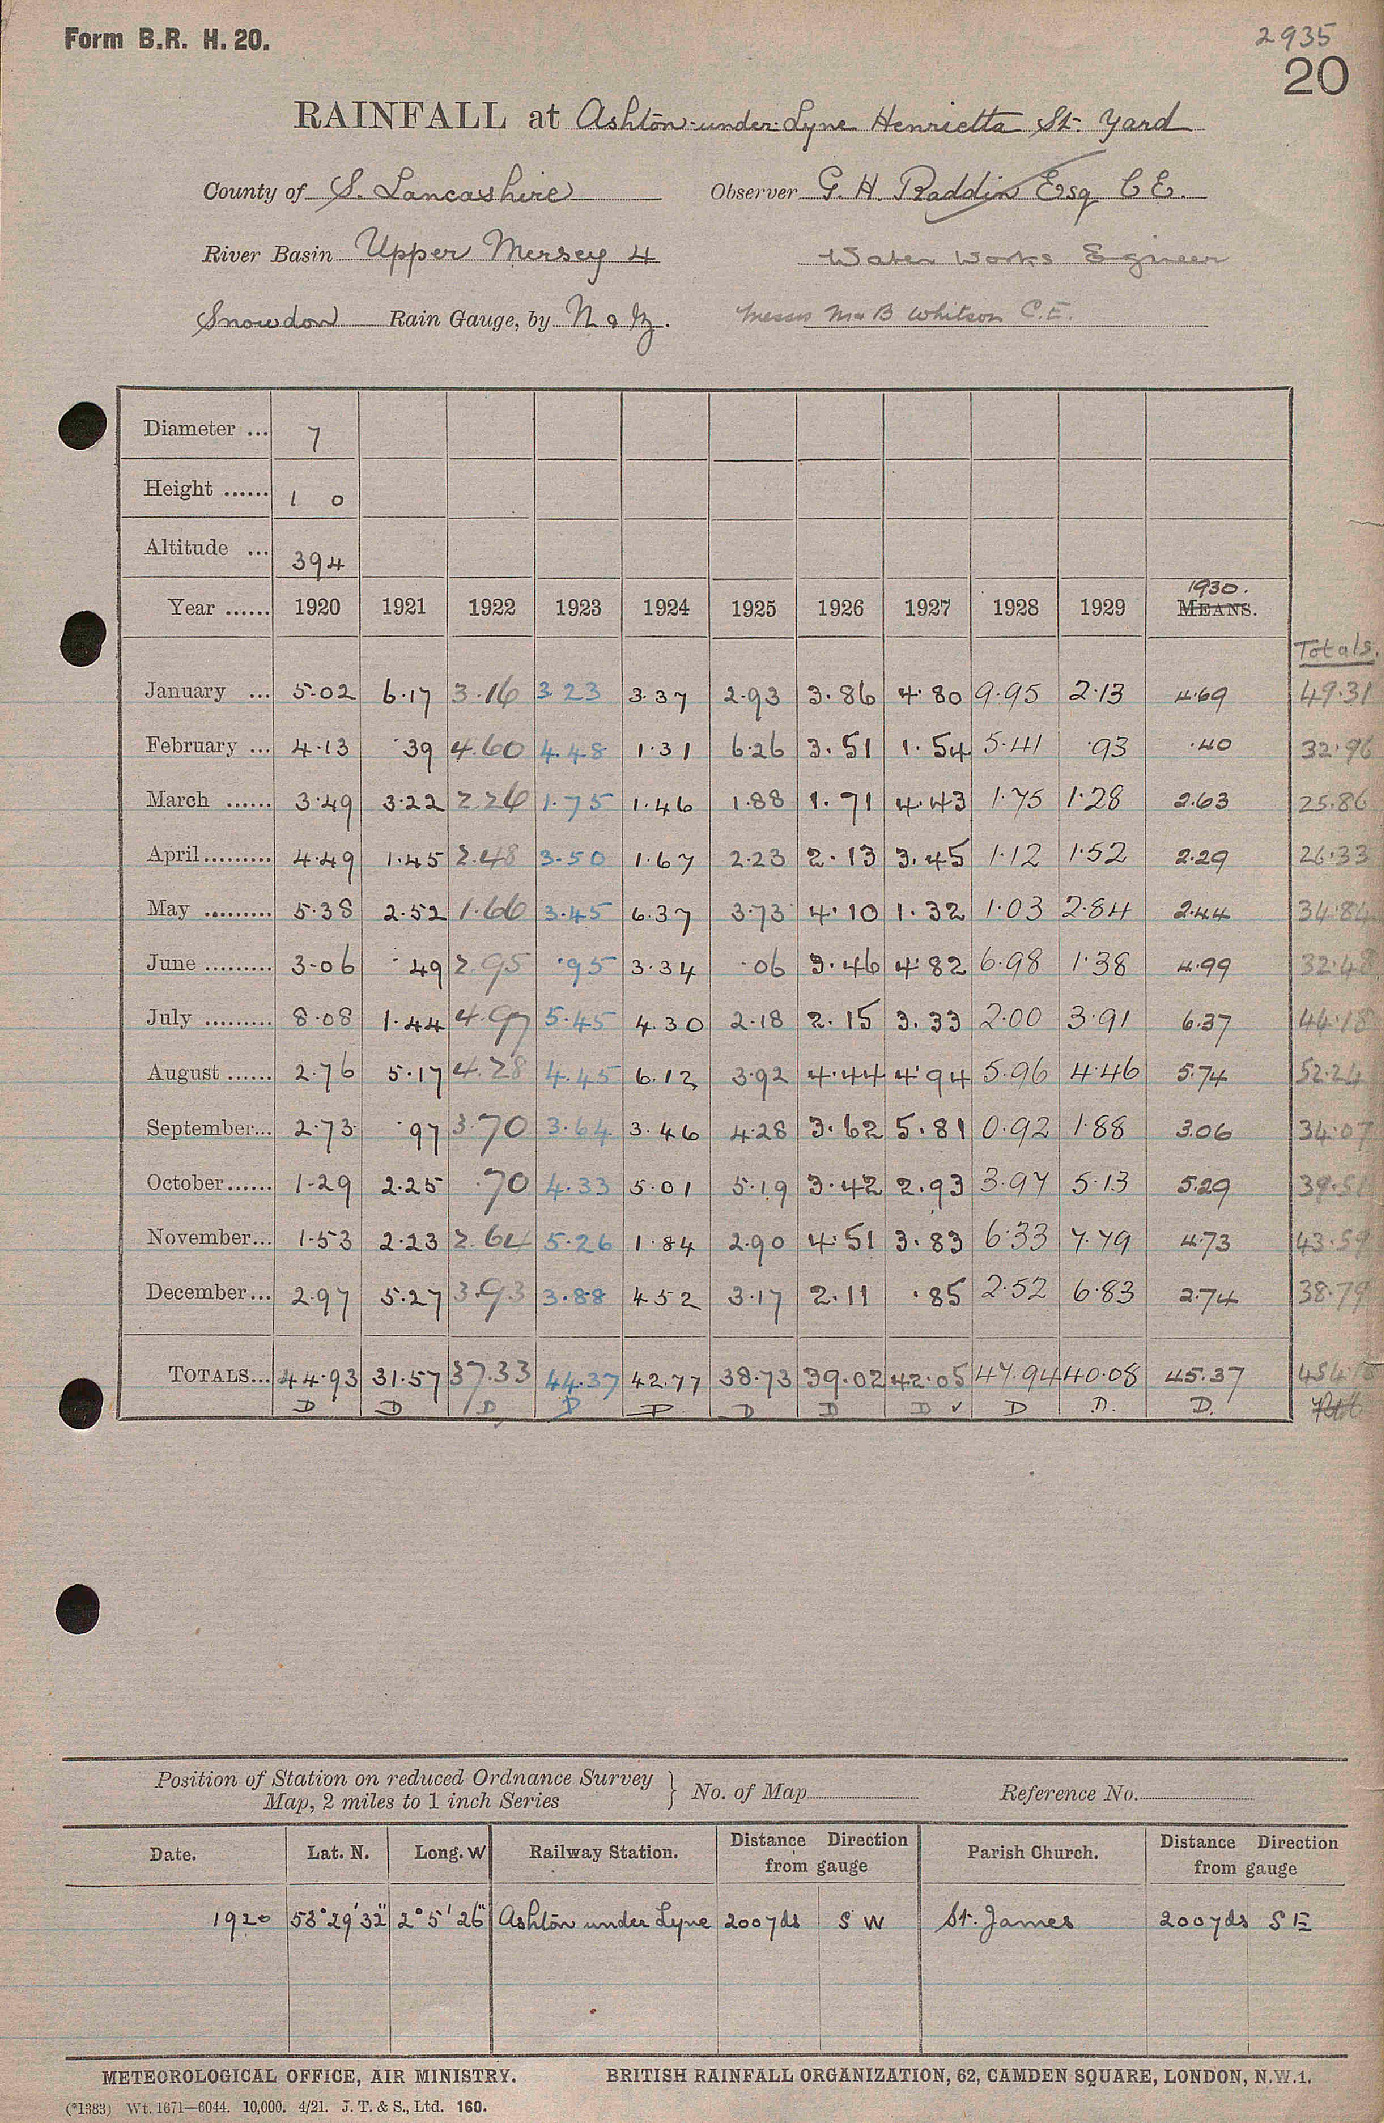 Form B.R. H. 20.
2935
20
RAINFALL at Ashton-under-Lyne Henrietta St. Yard
County of S. Lancashire Observer G. H. Raddin Esq C E.
River Basin Upper Mersey 4 Water Works Egineer
Snowdon Rain Gauge, by N & Z. Messrs B Whitson C.E.
Diameter ... 7
Height ...... 1 0
Altitude ... 394
1930.
Year ...... 1920 1921 1922 1923 1924 1925 1926 1927 1928 1929 MEANS.
Totals.
January ... 5.02 6.17 3.16 3.23 3.37 2.93 3.86 4.80 9.95 2.13 4.69 49.31
February ... 4.13 .39 4.60 4.48 1.31 6.26 3.51 1.54 5.41 .93 .40 32.96
March ...... 3.49 3.22 2.26 1.75 1.46 1.88 1.71 4.43 1.75 1.28 2.63 25.86
April ......... 4.49 1.45 2.48 3.50 1.67 2.23 2.13 3.45 1.12 1.52 2.29 26.33
May ......... 5.38 2.52 1.66 3.45 6.37 3.73 4.10 1.32 1.03 2.84 2.44 34.84
June ......... 3.06 .49 2.95 .95 3.34 .06 3.46 4.82 6.98 1.38 4.99 32.48
July ......... 8.08 1.44 4.97 5.45 4.30 2.18 2.15 3.33 2.00 3.91 6.37 44.18
August ...... 2.76 5.17 4.28 4.45 6.12 3.92 4.44 4.94 5.96 4.46 5.74 52.24
September... 2.73 .97 3.70 3.64 3.46 4.28 3.62 5.81 0.92 1.88 3.06 34.07
October...... 1.29 2.25 .70 4.33 5.01 5.19 3.42 2.93 3.97 5.13 5.29 39.51
November... 1.53 2.23 2.64 5.26 1.84 2.90 4.51 3.83 6.33 7.79 4.73 43.59
December... 2.97 5.27 3.93 3.88 4.52 3.17 2.11 .85 2.52 6.83 2.74 38.79
TOTALS... 44.93 31.57 37.33 44.37 42.77 38.73 39.02 42.05 47.94 40.08 45.37
D D D D D D D D ✓ D D. D.
Position of Station on reduced Ordnance Survey Map, 2 miles to 1 inch Series } No. of Map Reference No.
Date. Lat. N. Long. W Railway Station. Distance Direction from gauge Parish Church. Distance Direction from gauge
1920 53° 29' 32" 2° 5' 26" Ashton under Lyne 200 yds S W St. James 200 yds S E
METEOROLOGICAL OFFICE, AIR MINISTRY. BRITISH RAINFALL ORGANIZATION, 62, CAMDEN SQUARE, LONDON, N.W.1.
(*1383) Wt. 1671—6044. 10,000. 4/21. J. T. & S., Ltd. 160.